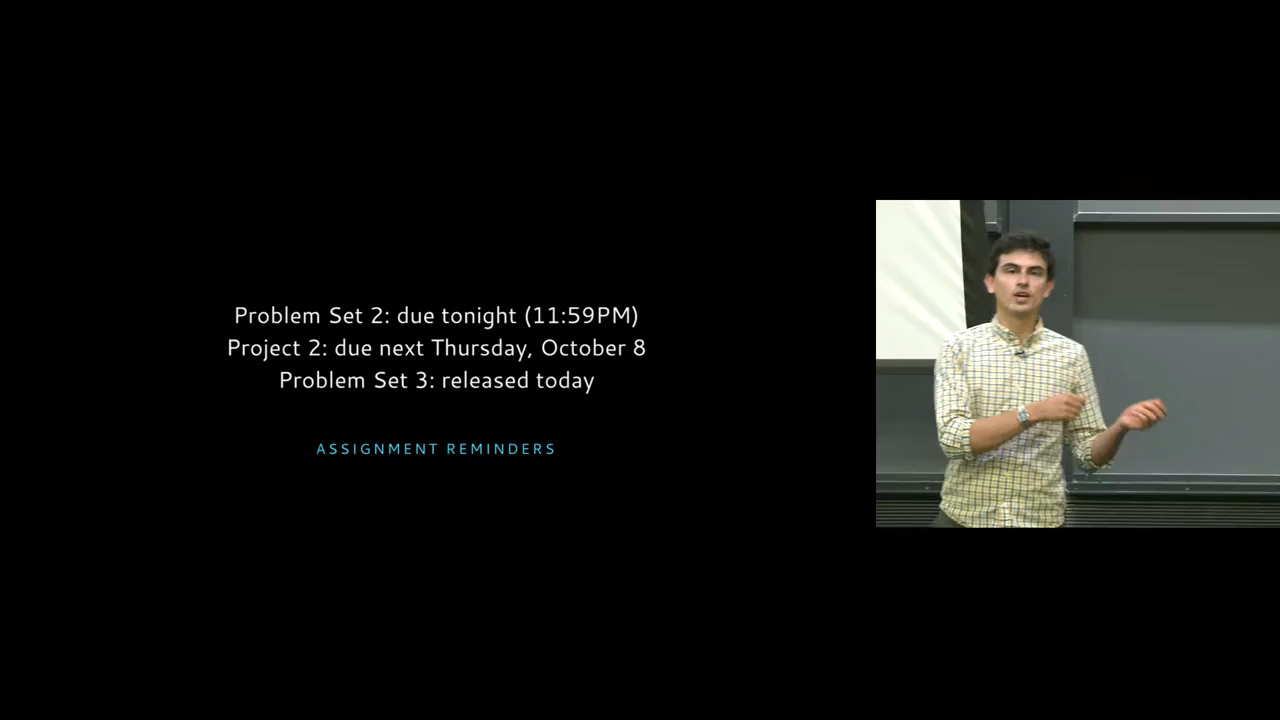 Problem Set 2: due tonight (11:59PM)
Project 2: due next Thursday, October 8
Problem Set 3: released today
ASSIGNMENT REMINDERS